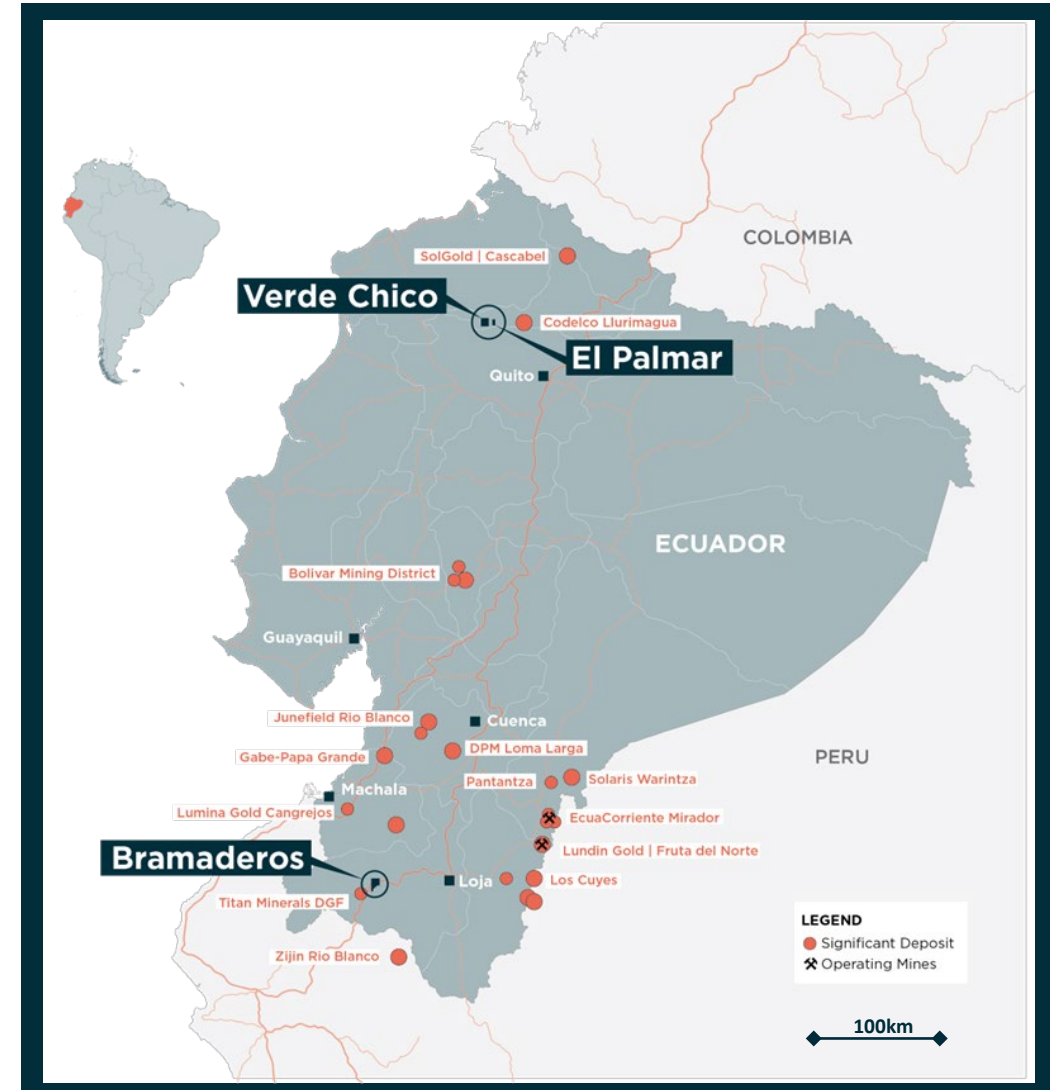 COLOMBIA
SolGold | Cascabel
Verde Chico
Codelco Llurimagua
El Palmar
Quito
ECUADOR
Bolivar Mining District
Guayaquil
Junefield Rio Blanco
Cuenca
DPM Loma Larga
Gabe-Papa Grande
PERU
Pantantza
Solaris Warintza
Machala
Lumina Gold Cangrejos
EcuaCorriente Mirador
Lundin Gold | Fruta del Norte
Bramaderos
Loja
Los Cuyes
Titan Minerals DGF
Zijin Rio Blanco
LEGEND
Significant Deposit
Operating Mines
100km